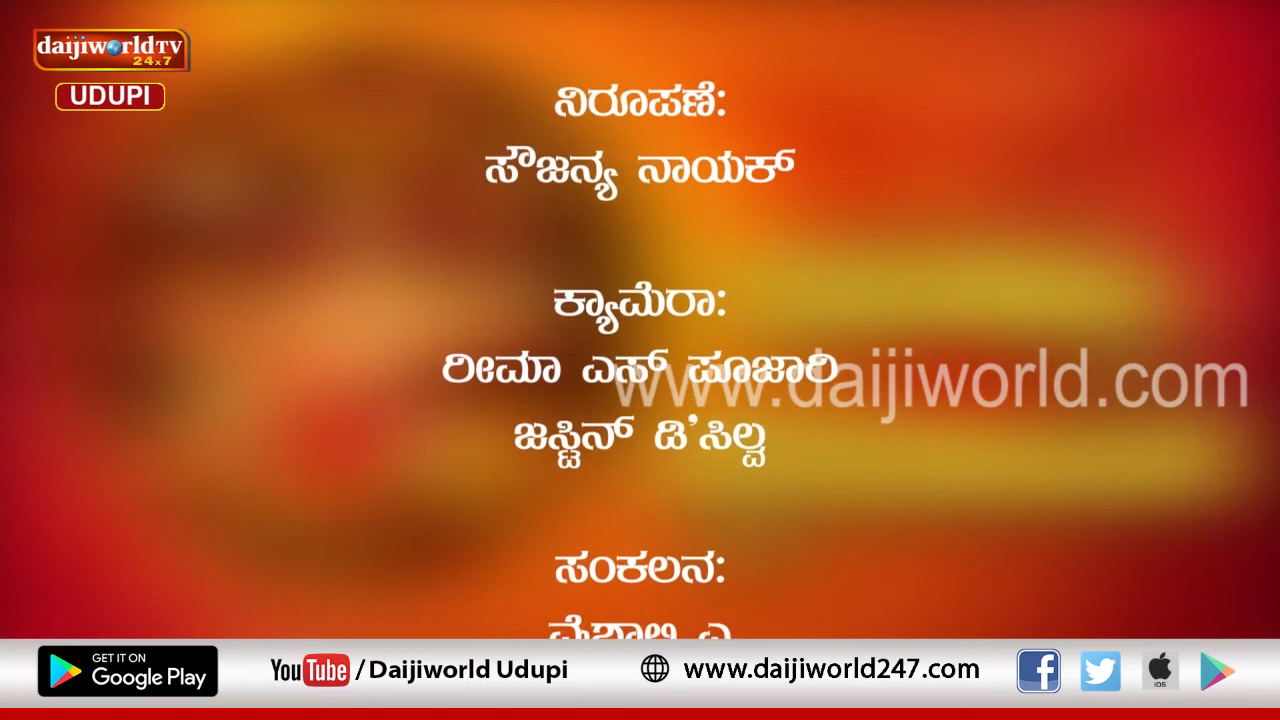 daijiworldTV
24x7
UDUPI
ನಿರೂಪಣೆ:
ಸೌಜನ್ಯ ನಾಯಕ್
ಕ್ಯಾಮೆರಾ:
ರೀಮಾ ಎಸ್ ಪೂಜಾರಿ
www.daijiworld.com
ಜಸ್ಟಿನ್ ಡಿ'ಸಿಲ್ವ
ಸಂಕಲನ:
GET IT ON
Google Play
YouTube / Daijiworld Udupi
www.daijiworld247.com
iOS